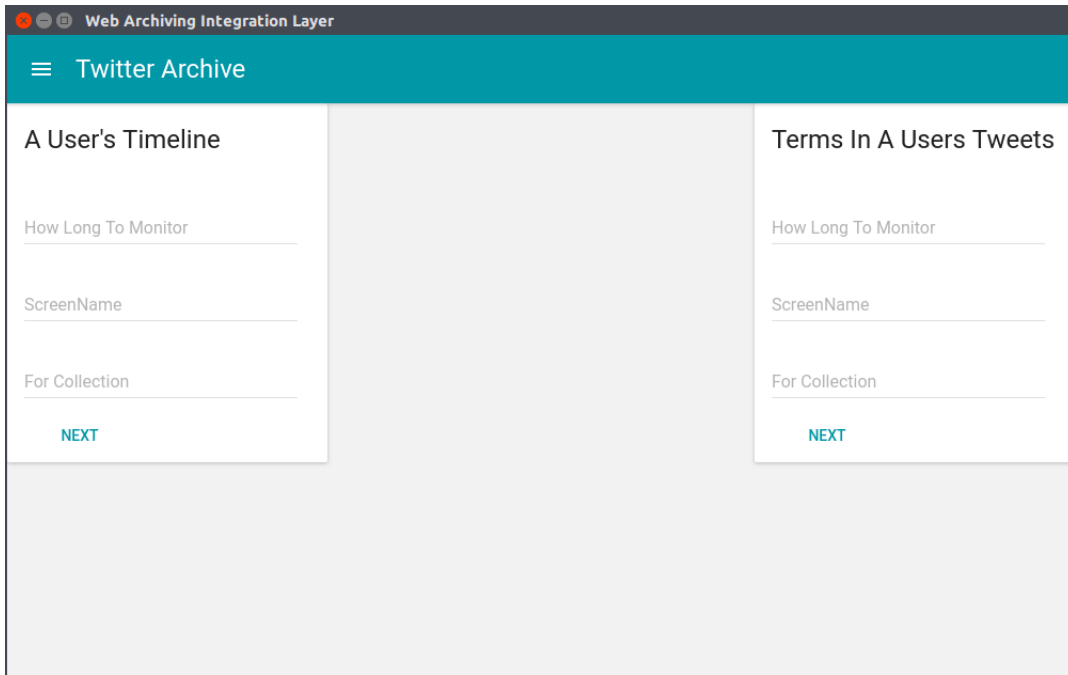 Web Archiving Integration Layer
Twitter Archive
A User's Timeline
How Long To Monitor
ScreenName
For Collection
NEXT
Terms In A Users Tweets
How Long To Monitor
ScreenName
For Collection
NEXT